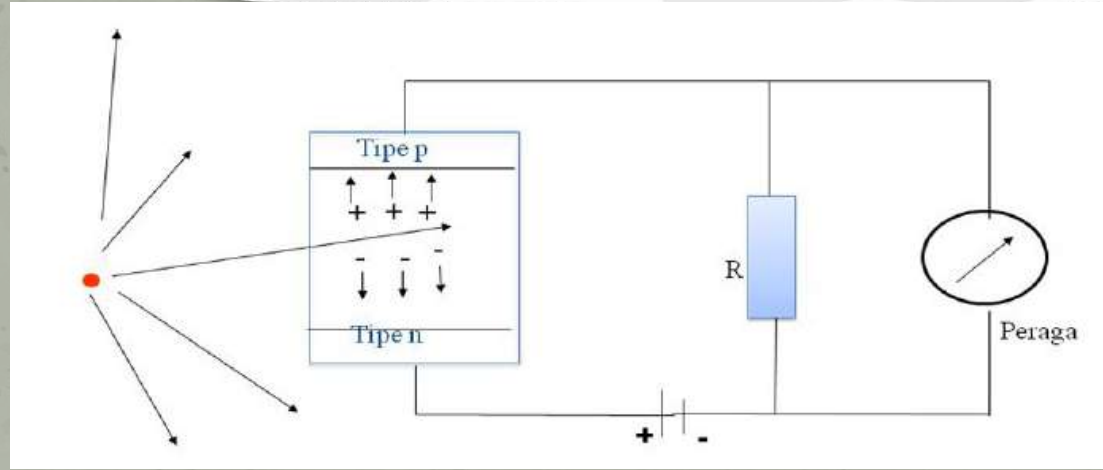 Tipe p
+ + +
- - -
Tipe n
R
Peraga
+ -